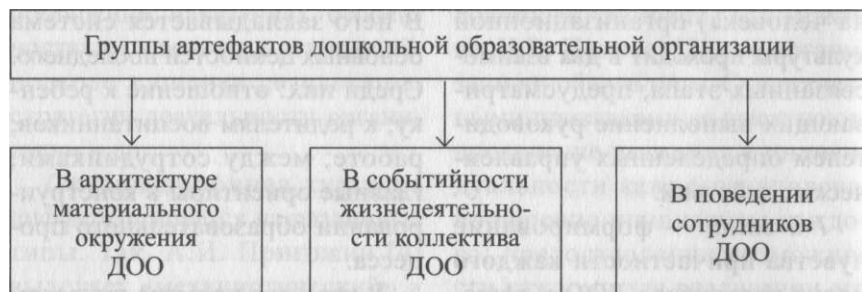 Группы артефактов дошкольной образовательной организации
В архитектуре
материального
окружения
ДОО
В событийности
жизнедеятельно-
сти коллектива
ДОО
В поведении
сотрудников
ДОО